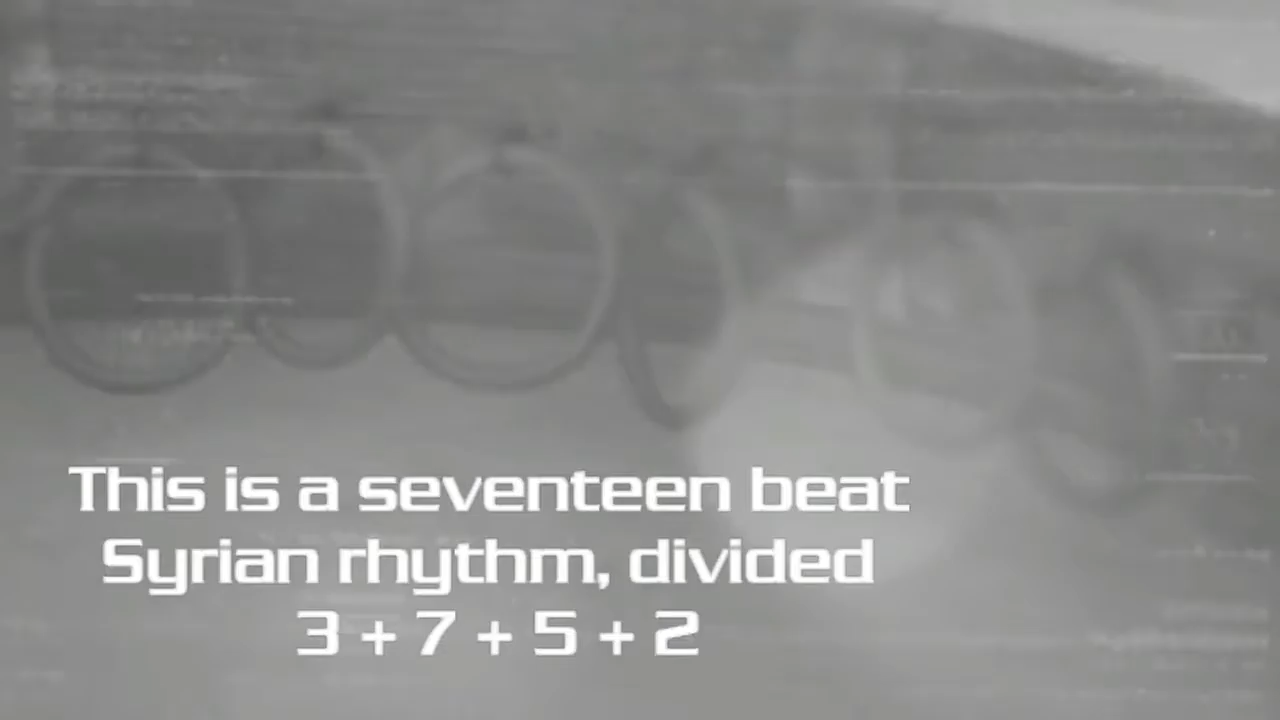 This is a seventeen beat
Syrian rhythm, divided
3 + 7 + 5 + 2